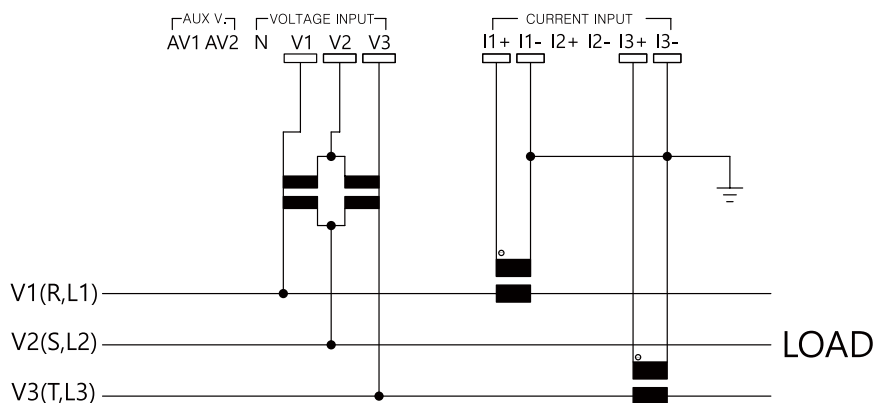 AUX V. VOLTAGE INPUT CURRENT INPUT
AV1 AV2 N V1 V2 V3 I1+ I1- I2+ I2- I3+ I3-
V1(R,L1)
V2(S,L2) LOAD
V3(T,L3)